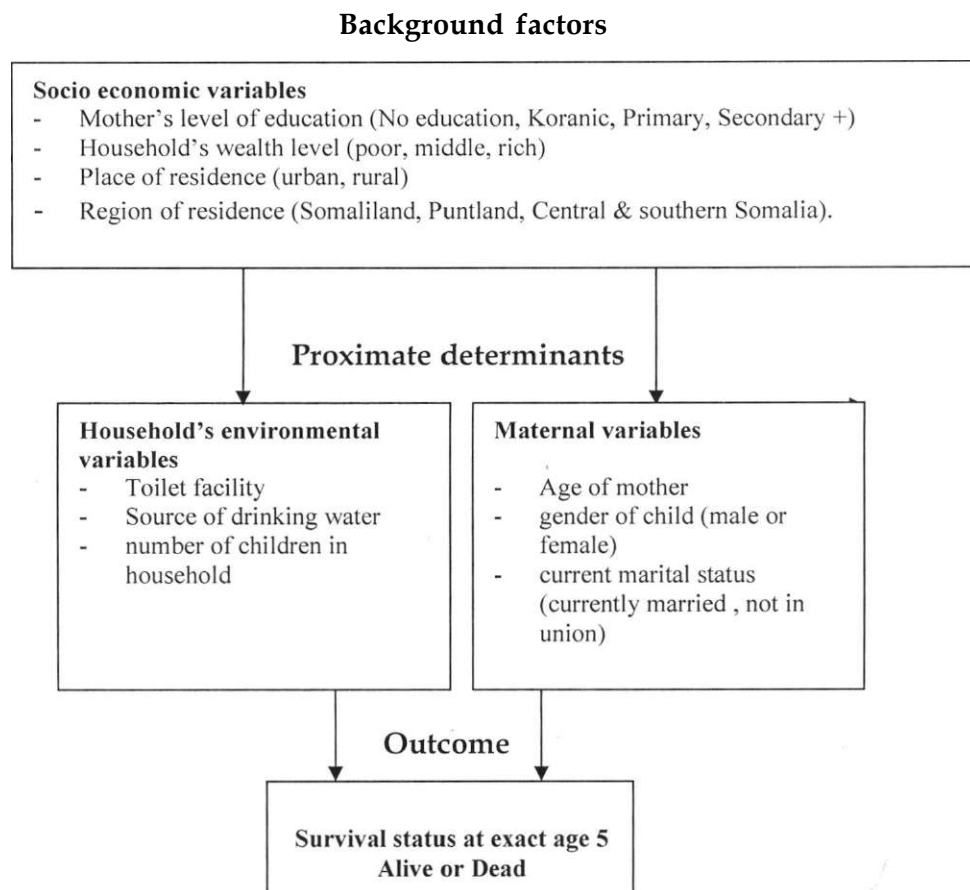 Background factors
Socio economic variables
- Mother's level of education (No education, Koranic, Primary, Secondary +)
- Household's wealth level (poor, middle, rich)
- Place of residence (urban, rural)
- Region of residence (Somaliland, Puntland, Central & southern Somalia).
Proximate determinants
Household's environmental
variables
- Toilet facility
- Source of drinking water
- number of children in
household
Maternal variables
- Age of mother
- gender of child (male or
female)
- current marital status
(currently married , not in
union)
Outcome
Survival status at exact age 5
Alive or Dead